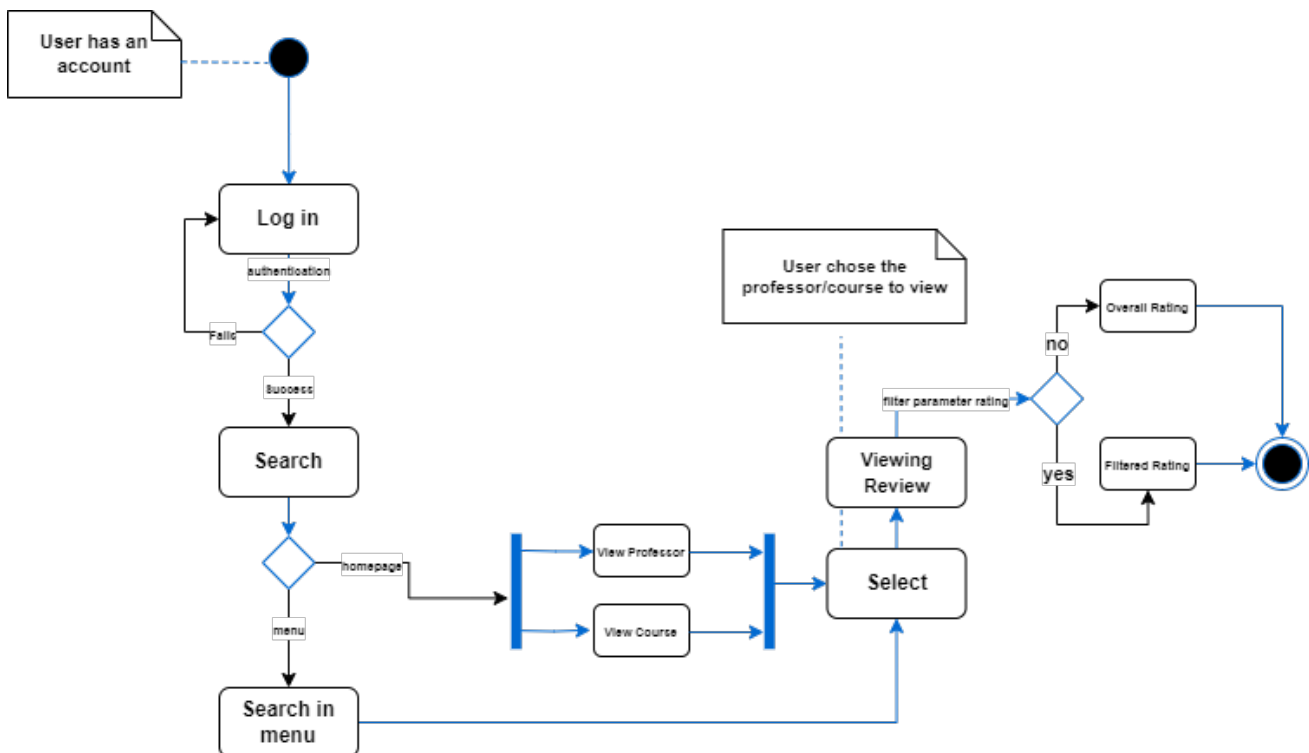 User has an
account
Log in
authentication
Fails
Success
Search
homepage
menu
Search in
menu
View Professor
View Course
User chose the
professor/course to view
Select
Viewing
Review
filter parameter rating
no
yes
Overall Rating
Filtered Rating